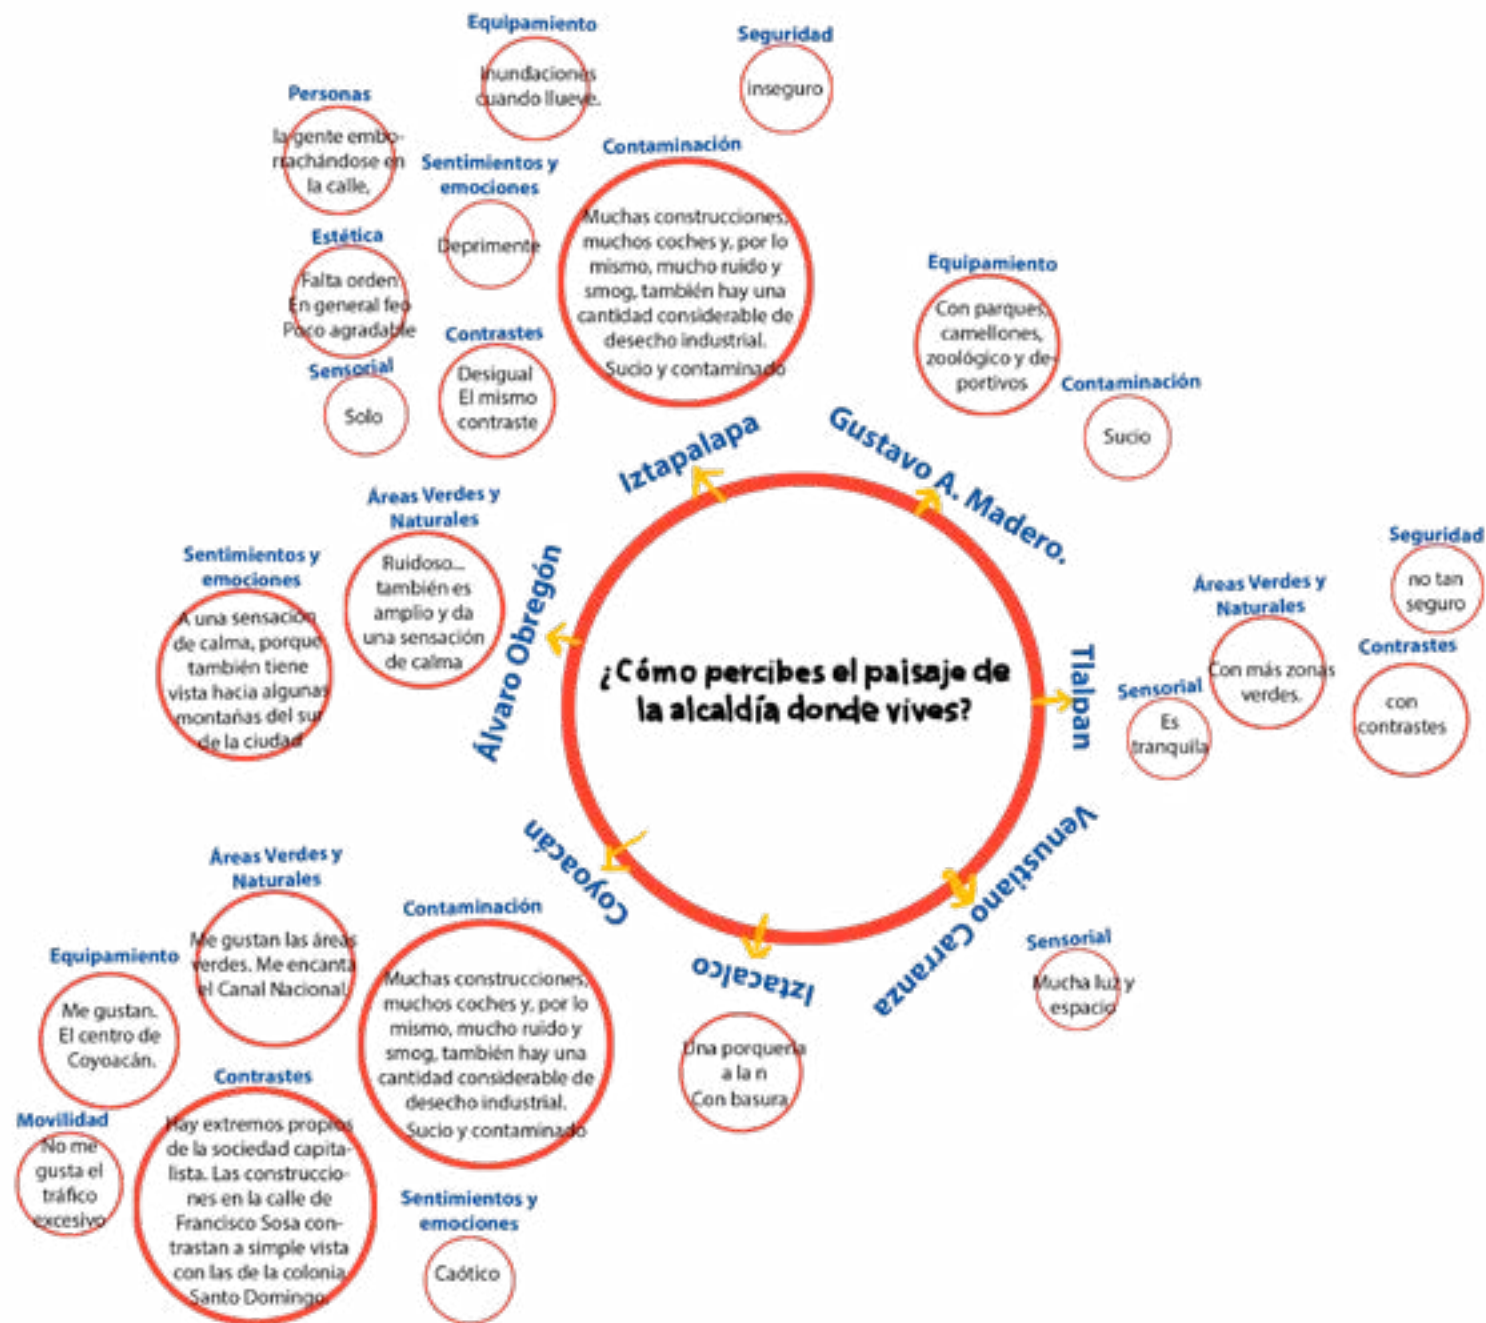 ¿Cómo percibes el paisaje de
la alcaldía donde vives?
Iztapalapa
Equipamiento
Inundaciones
cuando llueve.
Seguridad
inseguro
Personas
la gente embo-
rrachándose en
la calle,
Sentimientos y
emociones
Deprimente
Contaminación
Muchas construcciones,
muchos coches y, por lo
mismo, mucho ruido y
smog, también hay una
cantidad considerable de
desecho industrial.
Sucio y contaminado
Estética
Falta orden
En general feo
Poco agradable
Contrastes
Desigual
El mismo
contraste
Sensorial
Solo
Gustavo A. Madero.
Equipamiento
Con parques,
camellones,
zoológico y de-
portivos
Contaminación
Sucio
Tlalpan
Seguridad
no tan
seguro
Áreas Verdes y
Naturales
Con más zonas
verdes.
Contrastes
con
contrastes
Sensorial
Es
tranquila
Venustiano Carranza
Sensorial
Mucha luz y
espacio
Iztacalco
Una porquería
a la n
Con basura
Coyoacán
Áreas Verdes y
Naturales
Me gustan las áreas
verdes. Me encanta
el Canal Nacional,
Contaminación
Muchas construcciones,
muchos coches y, por lo
mismo, mucho ruido y
smog, también hay una
cantidad considerable de
desecho industrial.
Sucio y contaminado
Equipamiento
Me gustan.
El centro de
Coyoacán.
Contrastes
Hay extremos propios
de la sociedad capita-
lista. Las construccio-
nes en la calle de
Francisco Sosa con-
trastan a simple vista
con las de la colonia
Santo Domingo.
Movilidad
No me
gusta el
tráfico
excesivo
Sentimientos y
emociones
Caótico
Álvaro Obregón
Áreas Verdes y
Naturales
Ruidoso...
también es
amplio y da
una sensación
de calma
Sentimientos y
emociones
A una sensación
de calma, porque
también tiene
vista hacia algunas
montañas del sur
de la ciudad